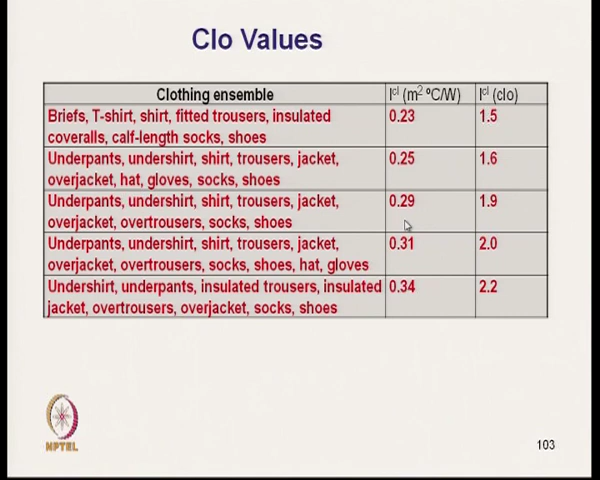 Clo Values
Clothing ensemble I^cl (m² °C/W) I^cl (clo)
Briefs, T-shirt, shirt, fitted trousers, insulated 0.23 1.5
coveralls, calf-length socks, shoes
Underpants, undershirt, shirt, trousers, jacket, 0.25 1.6
overjacket, hat, gloves, socks, shoes
Underpants, undershirt, shirt, trousers, jacket, 0.29 1.9
overjacket, overtrousers, socks, shoes
Underpants, undershirt, shirt, trousers, jacket, 0.31 2.0
overjacket, overtrousers, socks, shoes, hat, gloves
Undershirt, underpants, insulated trousers, insulated 0.34 2.2
jacket, overtrousers, overjacket, socks, shoes
NPTEL
103